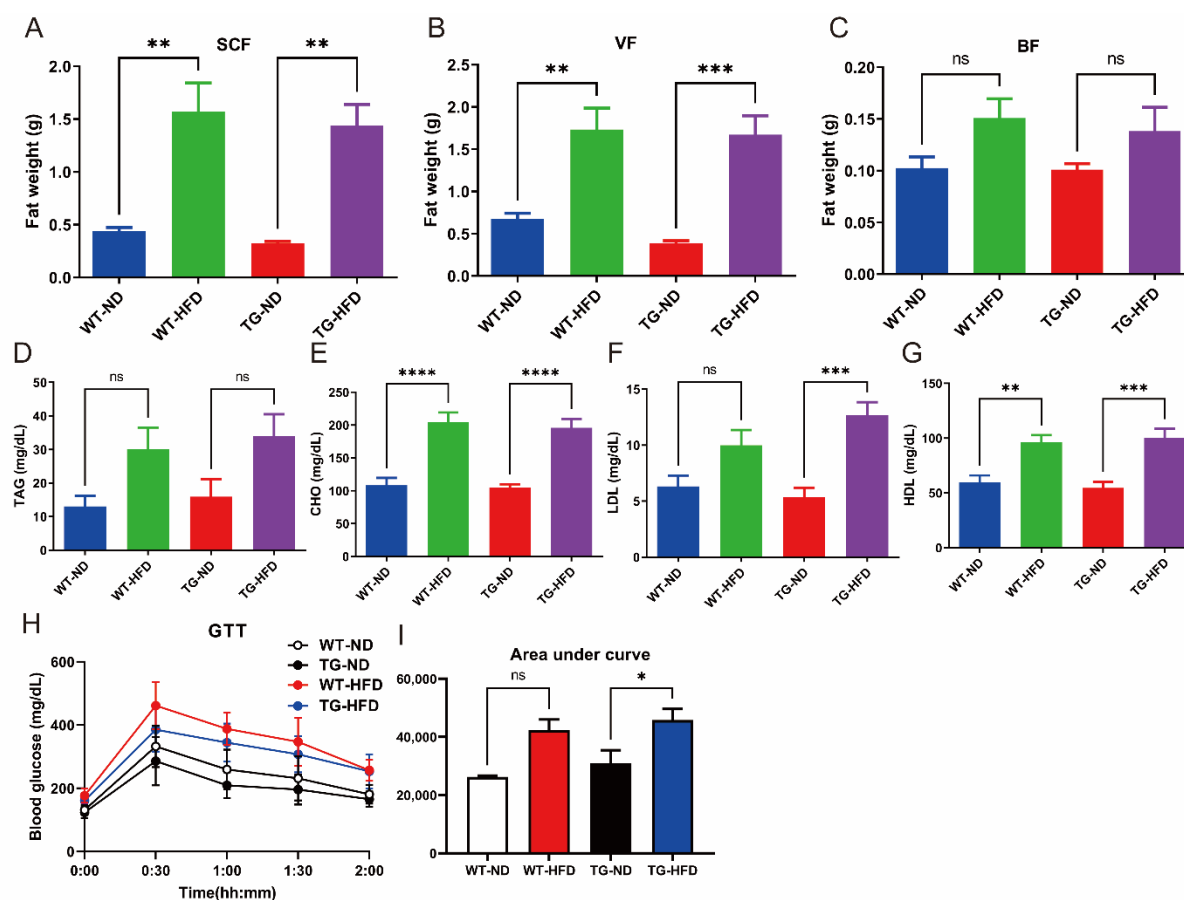 A
SCF
** **
Fat weight (g)
2.0
1.5
1.0
0.5
0.0
WT-ND WT-HFD TG-ND TG-HFD
B
VF
** ***
Fat weight (g)
2.5
2.0
1.5
1.0
0.5
0.0
WT-ND WT-HFD TG-ND TG-HFD
C
BF
ns ns
Fat weight (g)
0.20
0.15
0.10
0.05
0.00
WT-ND WT-HFD TG-ND TG-HFD
D
ns ns
TAG (mg/dL)
50
40
30
20
10
0
WT-ND WT-HFD TG-ND TG-HFD
E
**** ****
CHO (mg/dL)
250
200
150
100
50
0
WT-ND WT-HFD TG-ND TG-HFD
F
ns ***
LDL (mg/dL)
15
10
5
0
WT-ND WT-HFD TG-ND TG-HFD
G
** ***
HDL (mg/dL)
150
100
50
0
WT-ND WT-HFD TG-ND TG-HFD
H
GTT
WT-ND
TG-ND
WT-HFD
TG-HFD
Blood glucose (mg/dL)
600
400
200
0
0:00 0:30 1:00 1:30 2:00
Time(hh:mm)
I
Area under curve
ns *
60,000
40,000
20,000
0
WT-ND WT-HFD TG-ND TG-HFD